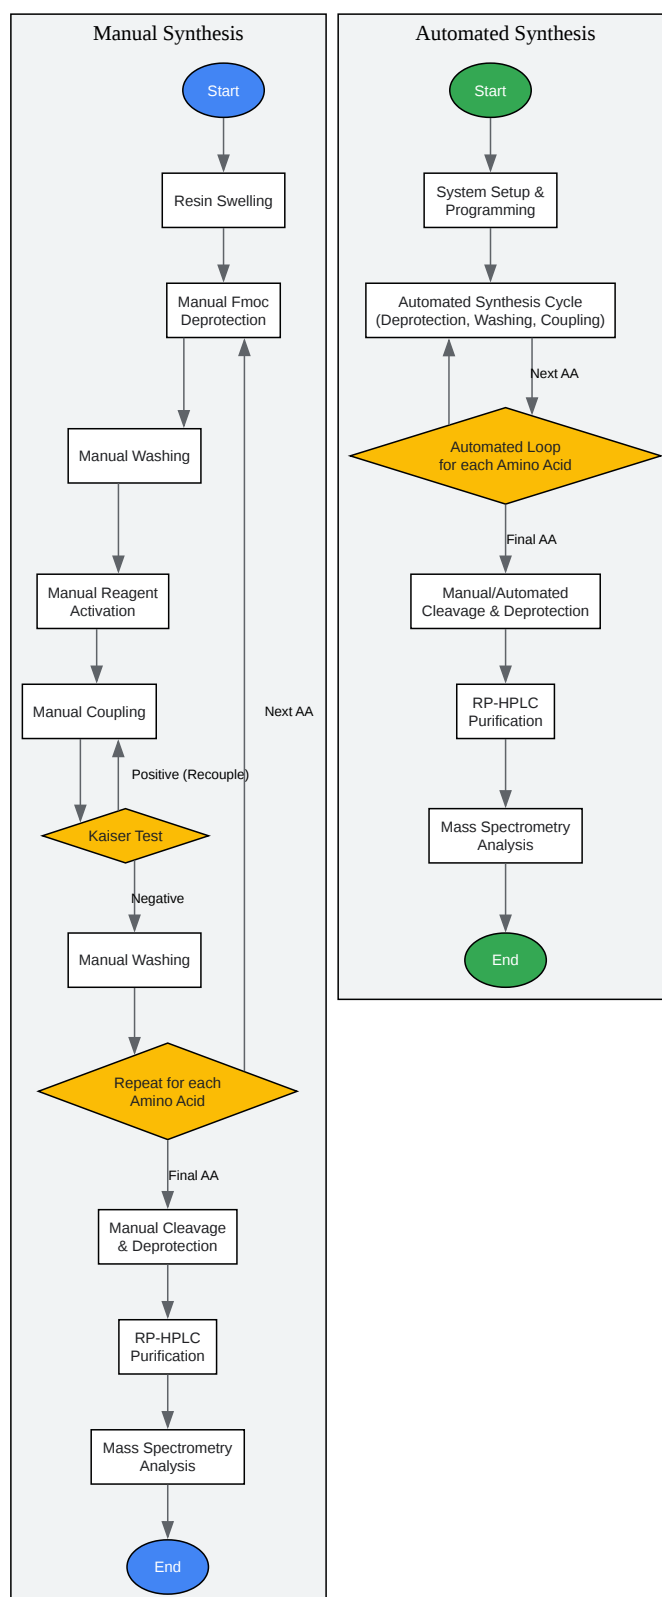 Manual Synthesis
Start
Resin Swelling
Manual Fmoc
Deprotection
Manual Washing
Manual Reagent
Activation
Manual Coupling
Next AA
Positive (Recouple)
Kaiser Test
Negative
Manual Washing
Repeat for each
Amino Acid
Final AA
Manual Cleavage
& Deprotection
RP-HPLC
Purification
Mass Spectrometry
Analysis
End
Automated Synthesis
Start
System Setup &
Programming
Automated Synthesis Cycle
(Deprotection, Washing, Coupling)
Next AA
Automated Loop
for each Amino Acid
Final AA
Manual/Automated
Cleavage & Deprotection
RP-HPLC
Purification
Mass Spectrometry
Analysis
End